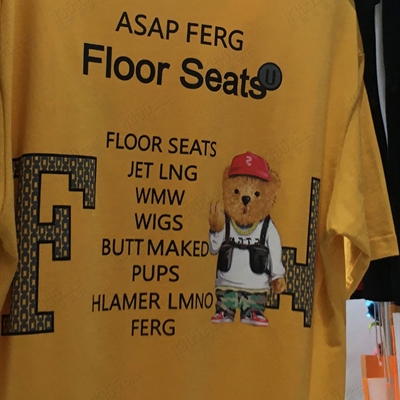 ASAP FERG
Floor Seats
U
FLOOR SEATS
JET LNG
WMW
WIGS
BUTT MAKED
PUPS
HLAMER LMNO
FERG
F